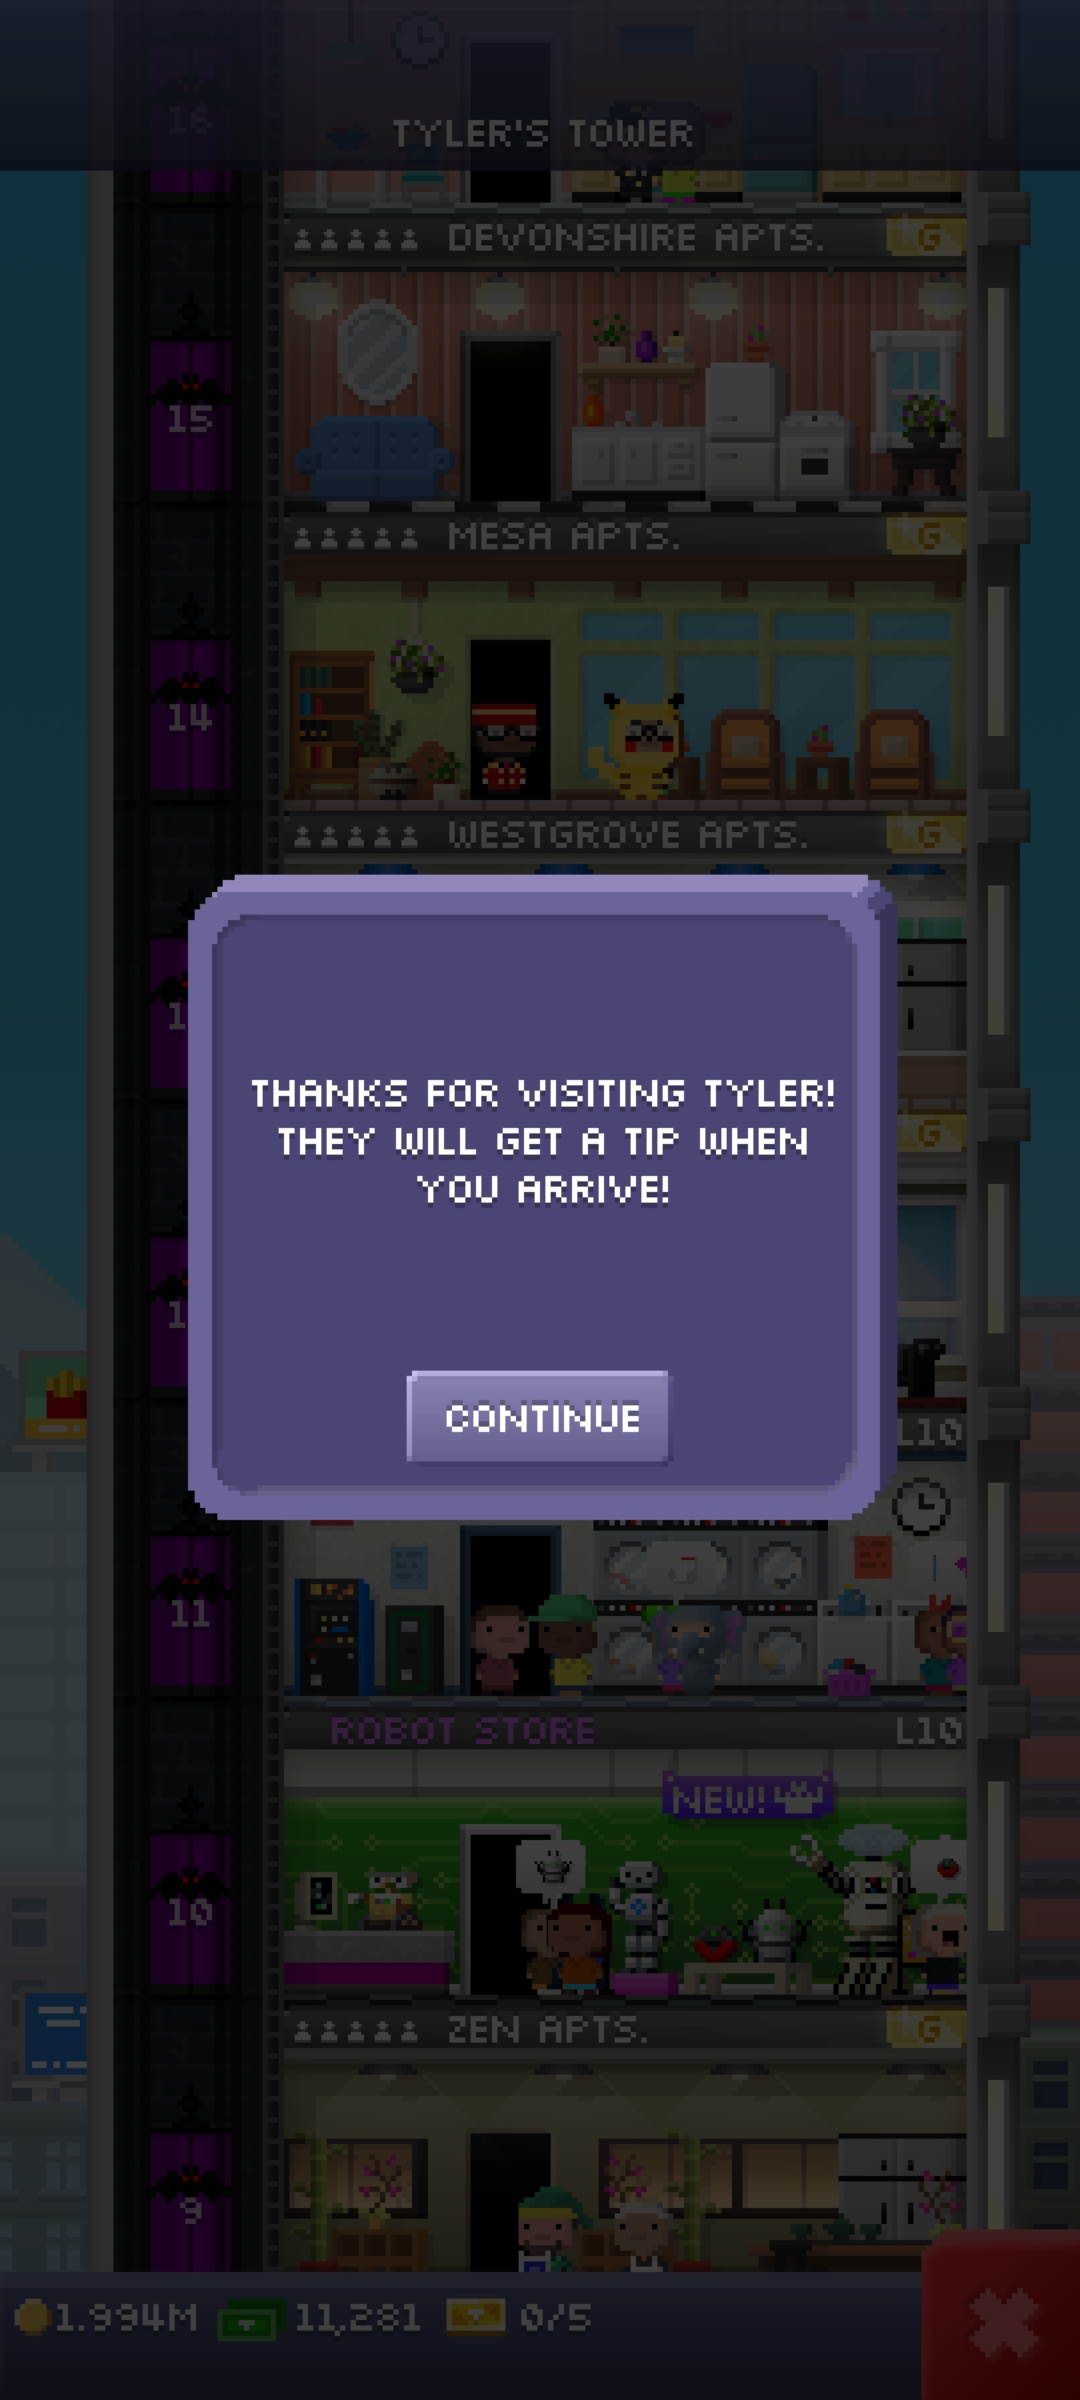 16
TYLER'S TOWER
DEVONSHIRE APTS.
G
15
MESA APTS.
G
14
WESTGROVE APTS.
G
G
THANKS FOR VISITING TYLER!
THEY WILL GET A TIP WHEN
YOU ARRIVE!
CONTINUE
L10
11
ROBOT STORE
L10
NEW!
10
ZEN APTS.
G
9
1.994M
11,281
0/5